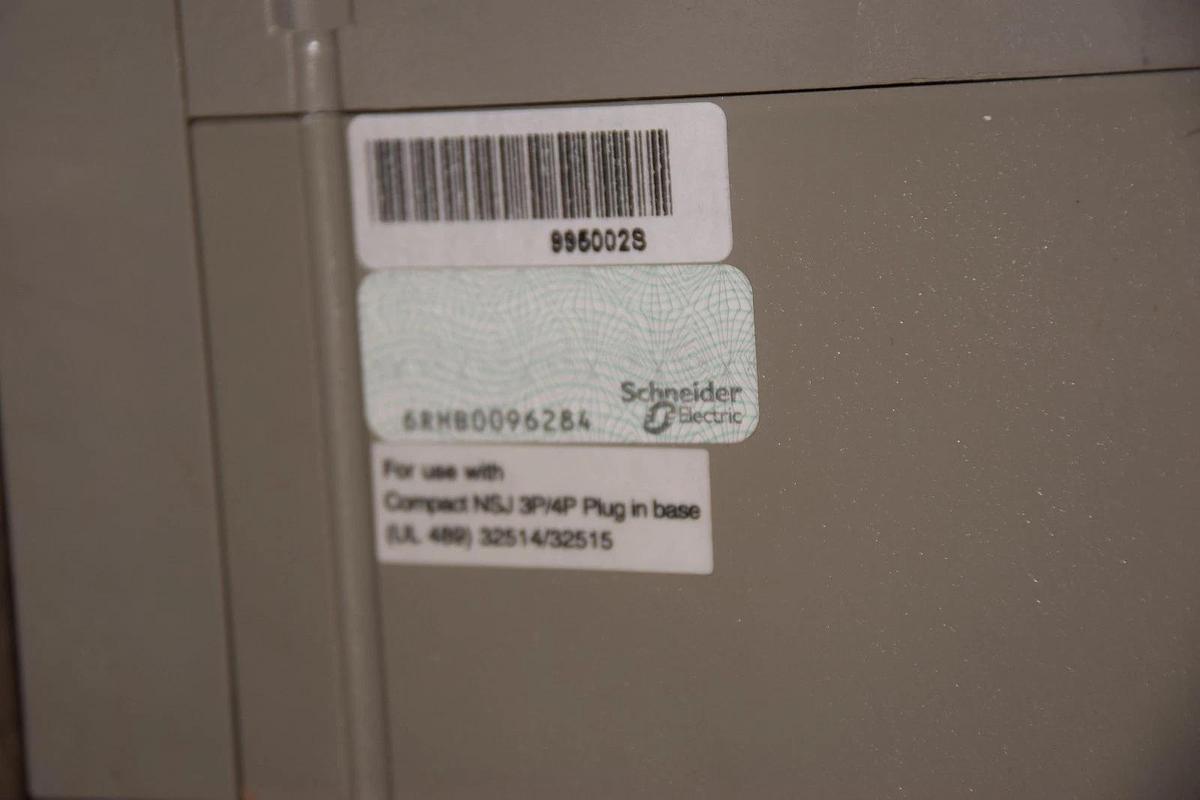 995002S
6RMB0096284
Schneider
Electric
For use with
Compact NSJ 3P/4P Plug in base
(UL 489) 32514/32515